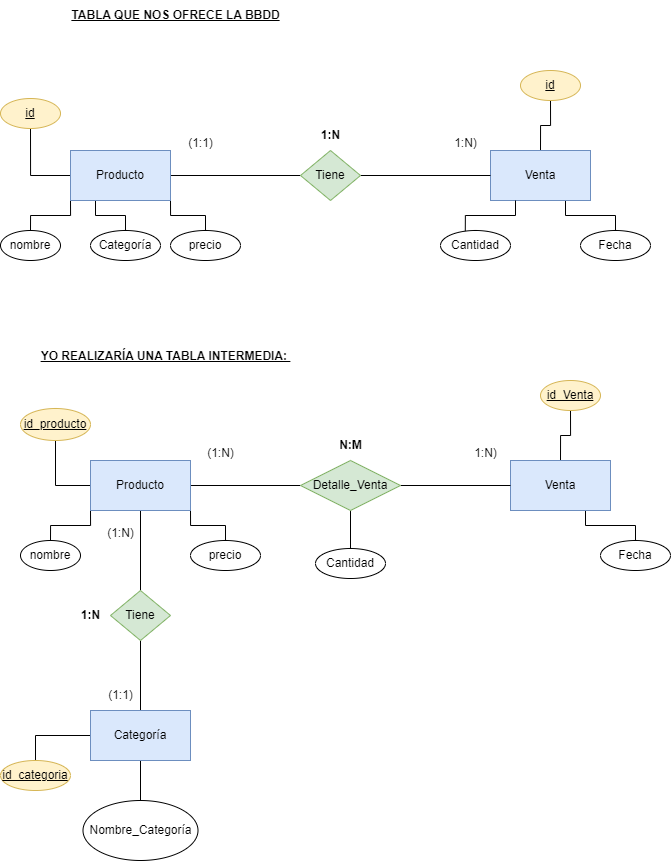 TABLA QUE NOS OFRECE LA BBDD
id
id
1:N
(1:1)
1:N)
Producto
Tiene
Venta
nombre
Categoría
precio
Cantidad
Fecha
YO REALIZARÍA UNA TABLA INTERMEDIA:
id_producto
id_Venta
N:M
(1:N)
1:N)
Producto
Detalle_Venta
Venta
(1:N)
nombre
precio
Cantidad
Fecha
1:N
Tiene
(1:1)
Categoría
id_categoria
Nombre_Categoría